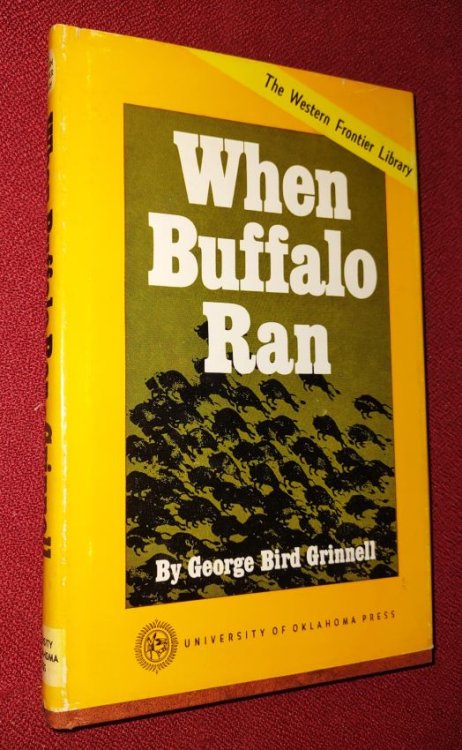 The Western Frontier Library
When
Buffalo
Ran
By George Bird Grinnell
UNIVERSITY OF OKLAHOMA PRESS